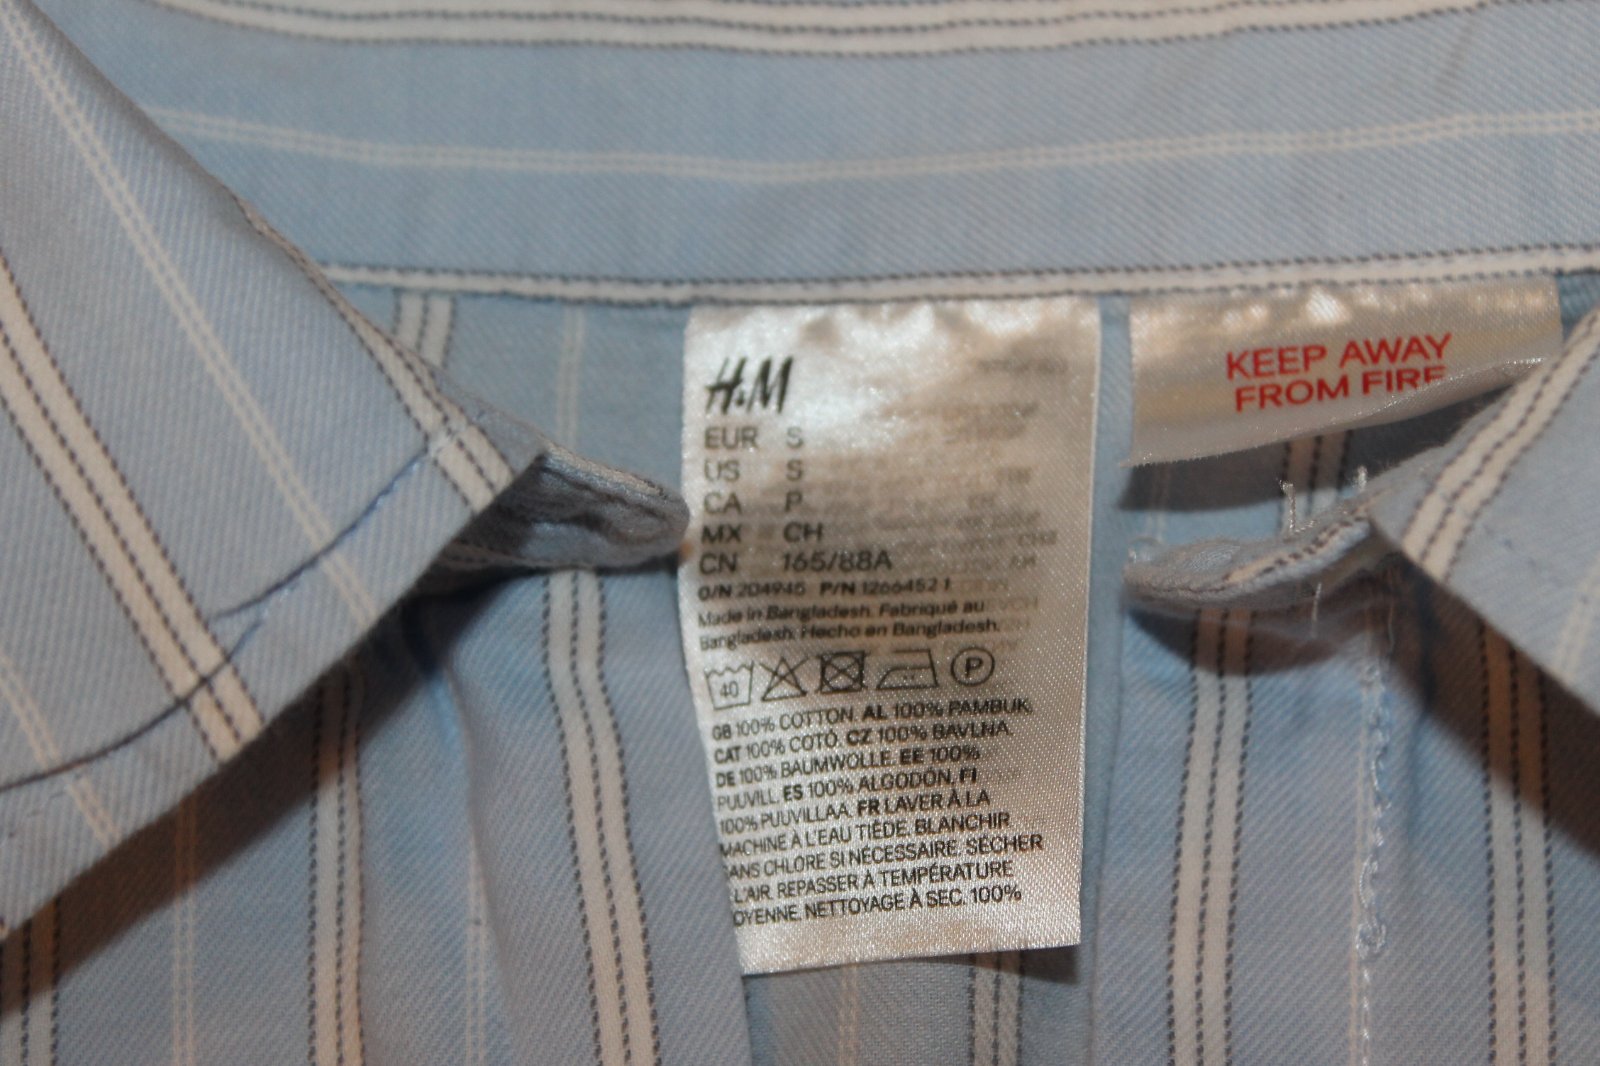 H&M
EUR S
US S
CA P
MX CH
CN 165/88A
O/N 204945 P/N 1266452 1
Made in Bangladesh. Fabriqué au
Bangladesh. Hecho en Bangladesh.
40 P
GB 100% COTTON. AL 100% PAMBUK.
CAT 100% COTÓ. CZ 100% BAVLNA.
DE 100% BAUMWOLLE. EE 100%
PUUVILL. ES 100% ALGODÓN. FI
100% PUUVILLAA. FR LAVER À LA
MACHINE À L'EAU TIÈDE. BLANCHIR
SANS CHLORE SI NÉCESSAIRE. SÉCHER
L'AIR. REPASSER À TEMPÉRATURE
OYENNE. NETTOYAGE À SEC. 100%
KEEP AWAY
FROM FIRE